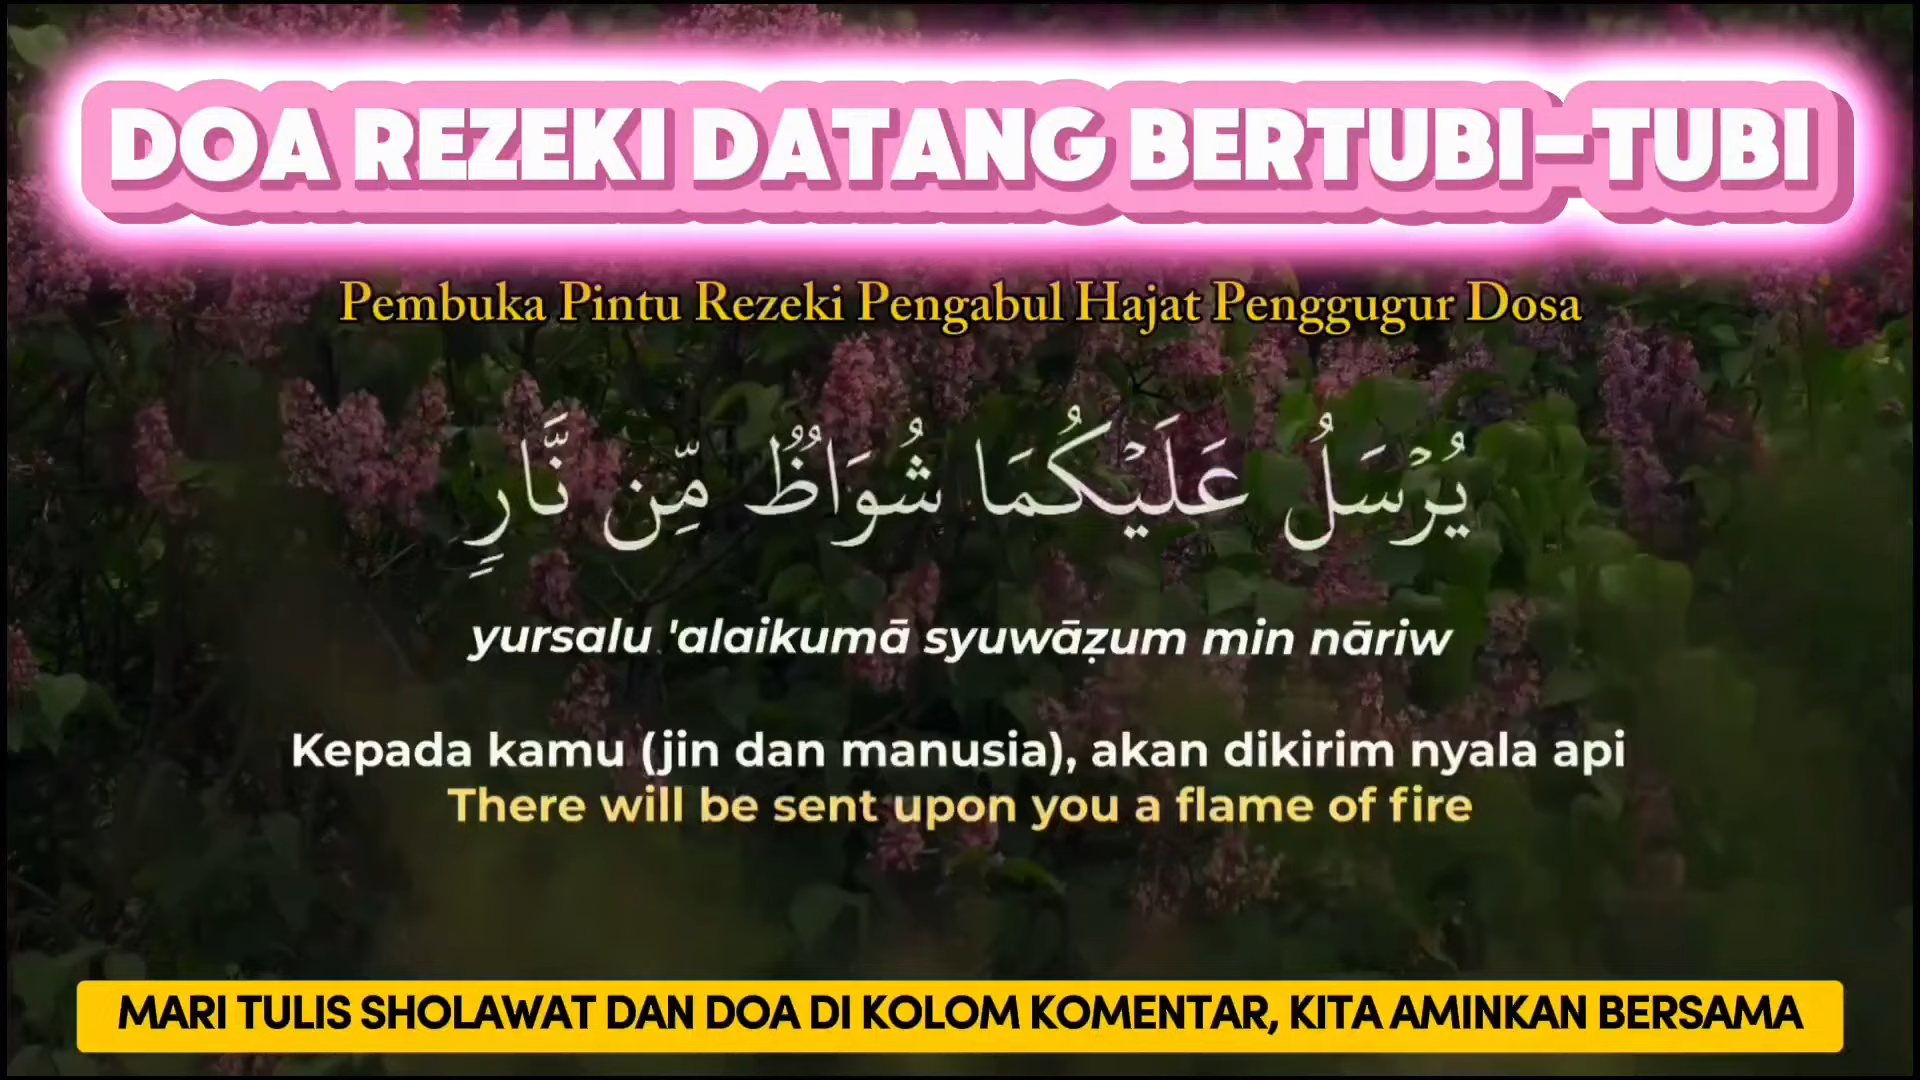 DOA REZEKI DATANG BERTUBI-TUBI
Pembuka Pintu Rezeki Pengabul Hajat Penggugur Dosa
يُرْسَلُ عَلَيْكُمَا شُوَاظٌ مِّن نَّارٍ
yursalu 'alaikumā syuwāẓum min nāriw
Kepada kamu (jin dan manusia), akan dikirim nyala api
There will be sent upon you a flame of fire
MARI TULIS SHOLAWAT DAN DOA DI KOLOM KOMENTAR, KITA AMINKAN BERSAMA